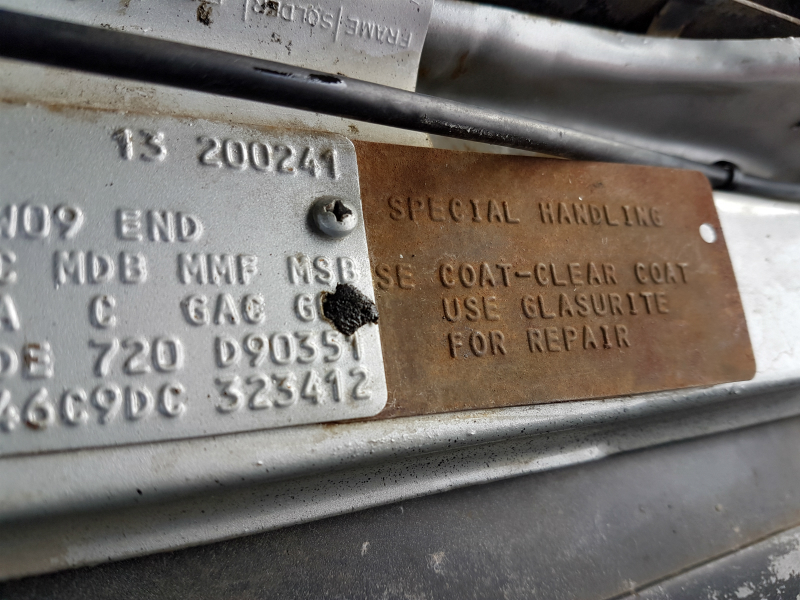 FRAME/SOLDER/
13 200241
W09 END
C MDB MMF MSB
A C GAC G
DE 720 D90351
46C9DC 323412
SPECIAL HANDLING
SE COAT-CLEAR COAT
USE GLASURITE
FOR REPAIR